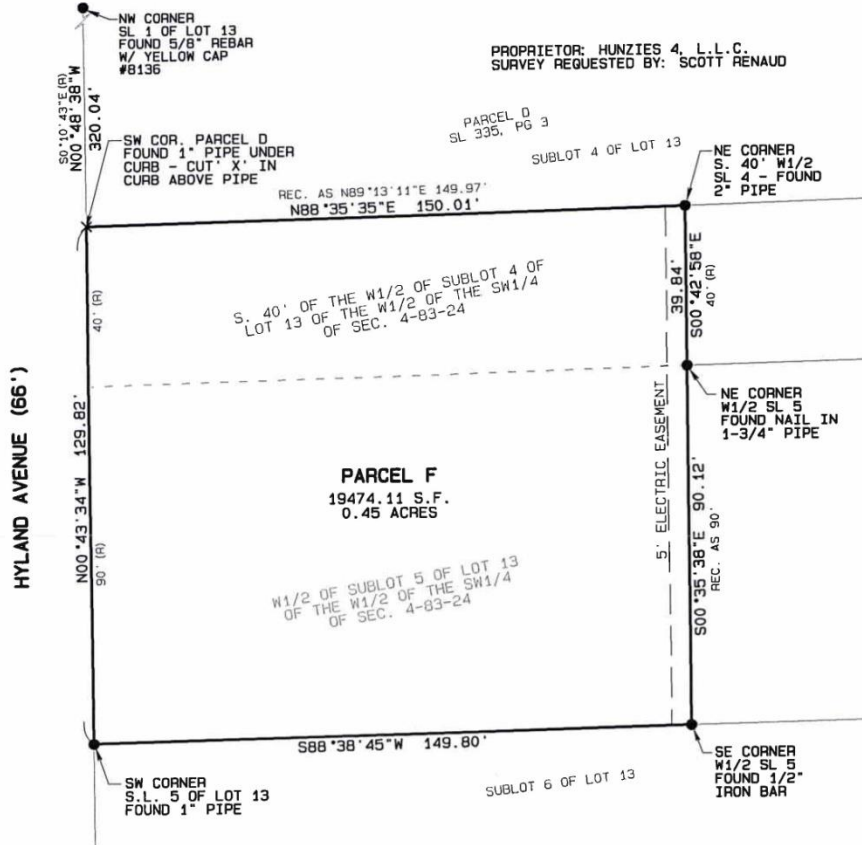 NW CORNER
SL 1 OF LOT 13
FOUND 5/8" REBAR
W/ YELLOW CAP
#8136
PROPRIETOR: HUNZIES 4, L.L.C.
SURVEY REQUESTED BY: SCOTT RENAUD
S0°10'43"E (R)
N00°48'38"W
320.04'
PARCEL D
SL 335, PG 3
SUBLOT 4 OF LOT 13
SW COR. PARCEL D
FOUND 1" PIPE UNDER
CURB - CUT 'X' IN
CURB ABOVE PIPE
NE CORNER
S. 40' W1/2
SL 4 - FOUND
2" PIPE
REC. AS N89°13'11"E 149.97'
N88°35'35"E 150.01'
S. 40' OF THE W1/2 OF SUBLOT 4 OF
LOT 13 OF THE W1/2 OF THE SW1/4
OF SEC. 4-83-24
40' (R)
39.84'
S00°42'58"E
40' (R)
HYLAND AVENUE (66')
N00°43'34"W 129.82'
90' (R)
NE CORNER
W1/2 SL 5
FOUND NAIL IN
1-3/4" PIPE
PARCEL F
19474.11 S.F.
0.45 ACRES
5' ELECTRIC EASEMENT
S00°35'38"E 90.12'
REC. AS 90'
W1/2 OF SUBLOT 5 OF LOT 13
OF THE W1/2 OF THE SW1/4
OF SEC. 4-83-24
S88°38'45"W 149.80'
SW CORNER
S.L. 5 OF LOT 13
FOUND 1" PIPE
SUBLOT 6 OF LOT 13
SE CORNER
W1/2 SL 5
FOUND 1/2"
IRON BAR